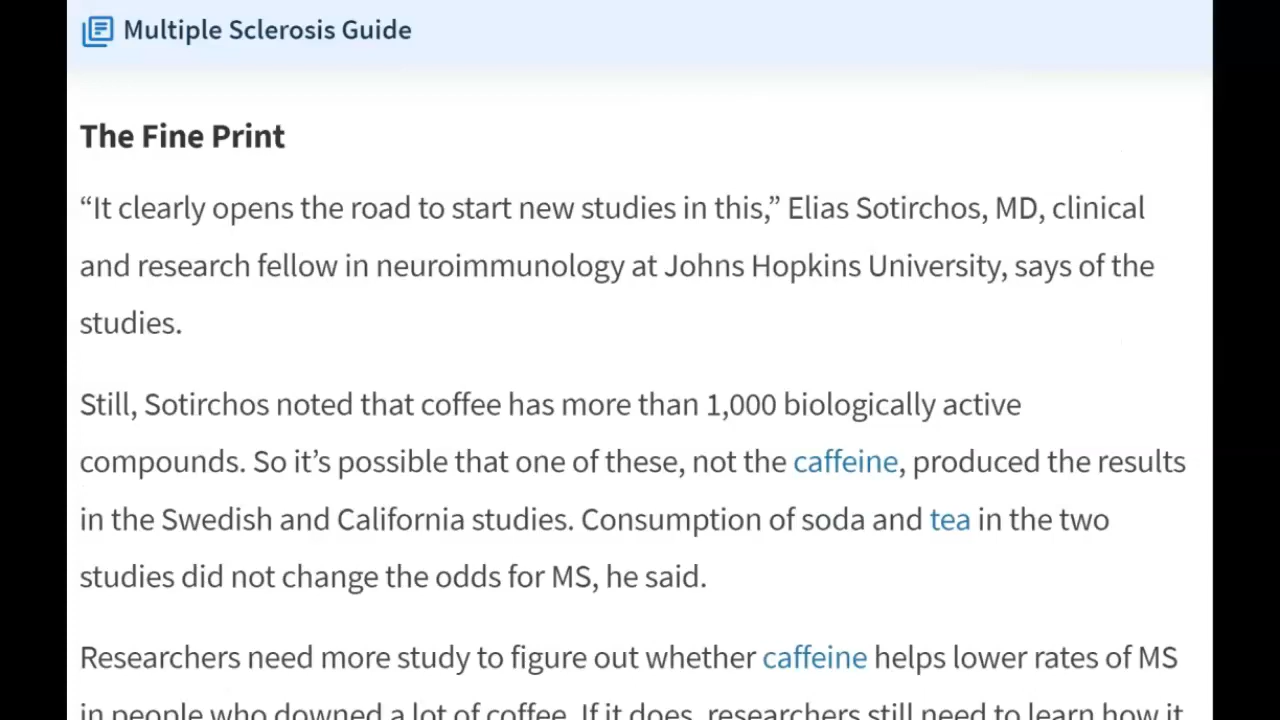 Multiple Sclerosis Guide
The Fine Print
“It clearly opens the road to start new studies in this,” Elias Sotirchos, MD, clinical
and research fellow in neuroimmunology at Johns Hopkins University, says of the
studies.
Still, Sotirchos noted that coffee has more than 1,000 biologically active
compounds. So it’s possible that one of these, not the caffeine, produced the results
in the Swedish and California studies. Consumption of soda and tea in the two
studies did not change the odds for MS, he said.
Researchers need more study to figure out whether caffeine helps lower rates of MS
in people who downed a lot of coffee. If it does, researchers still need to learn how it